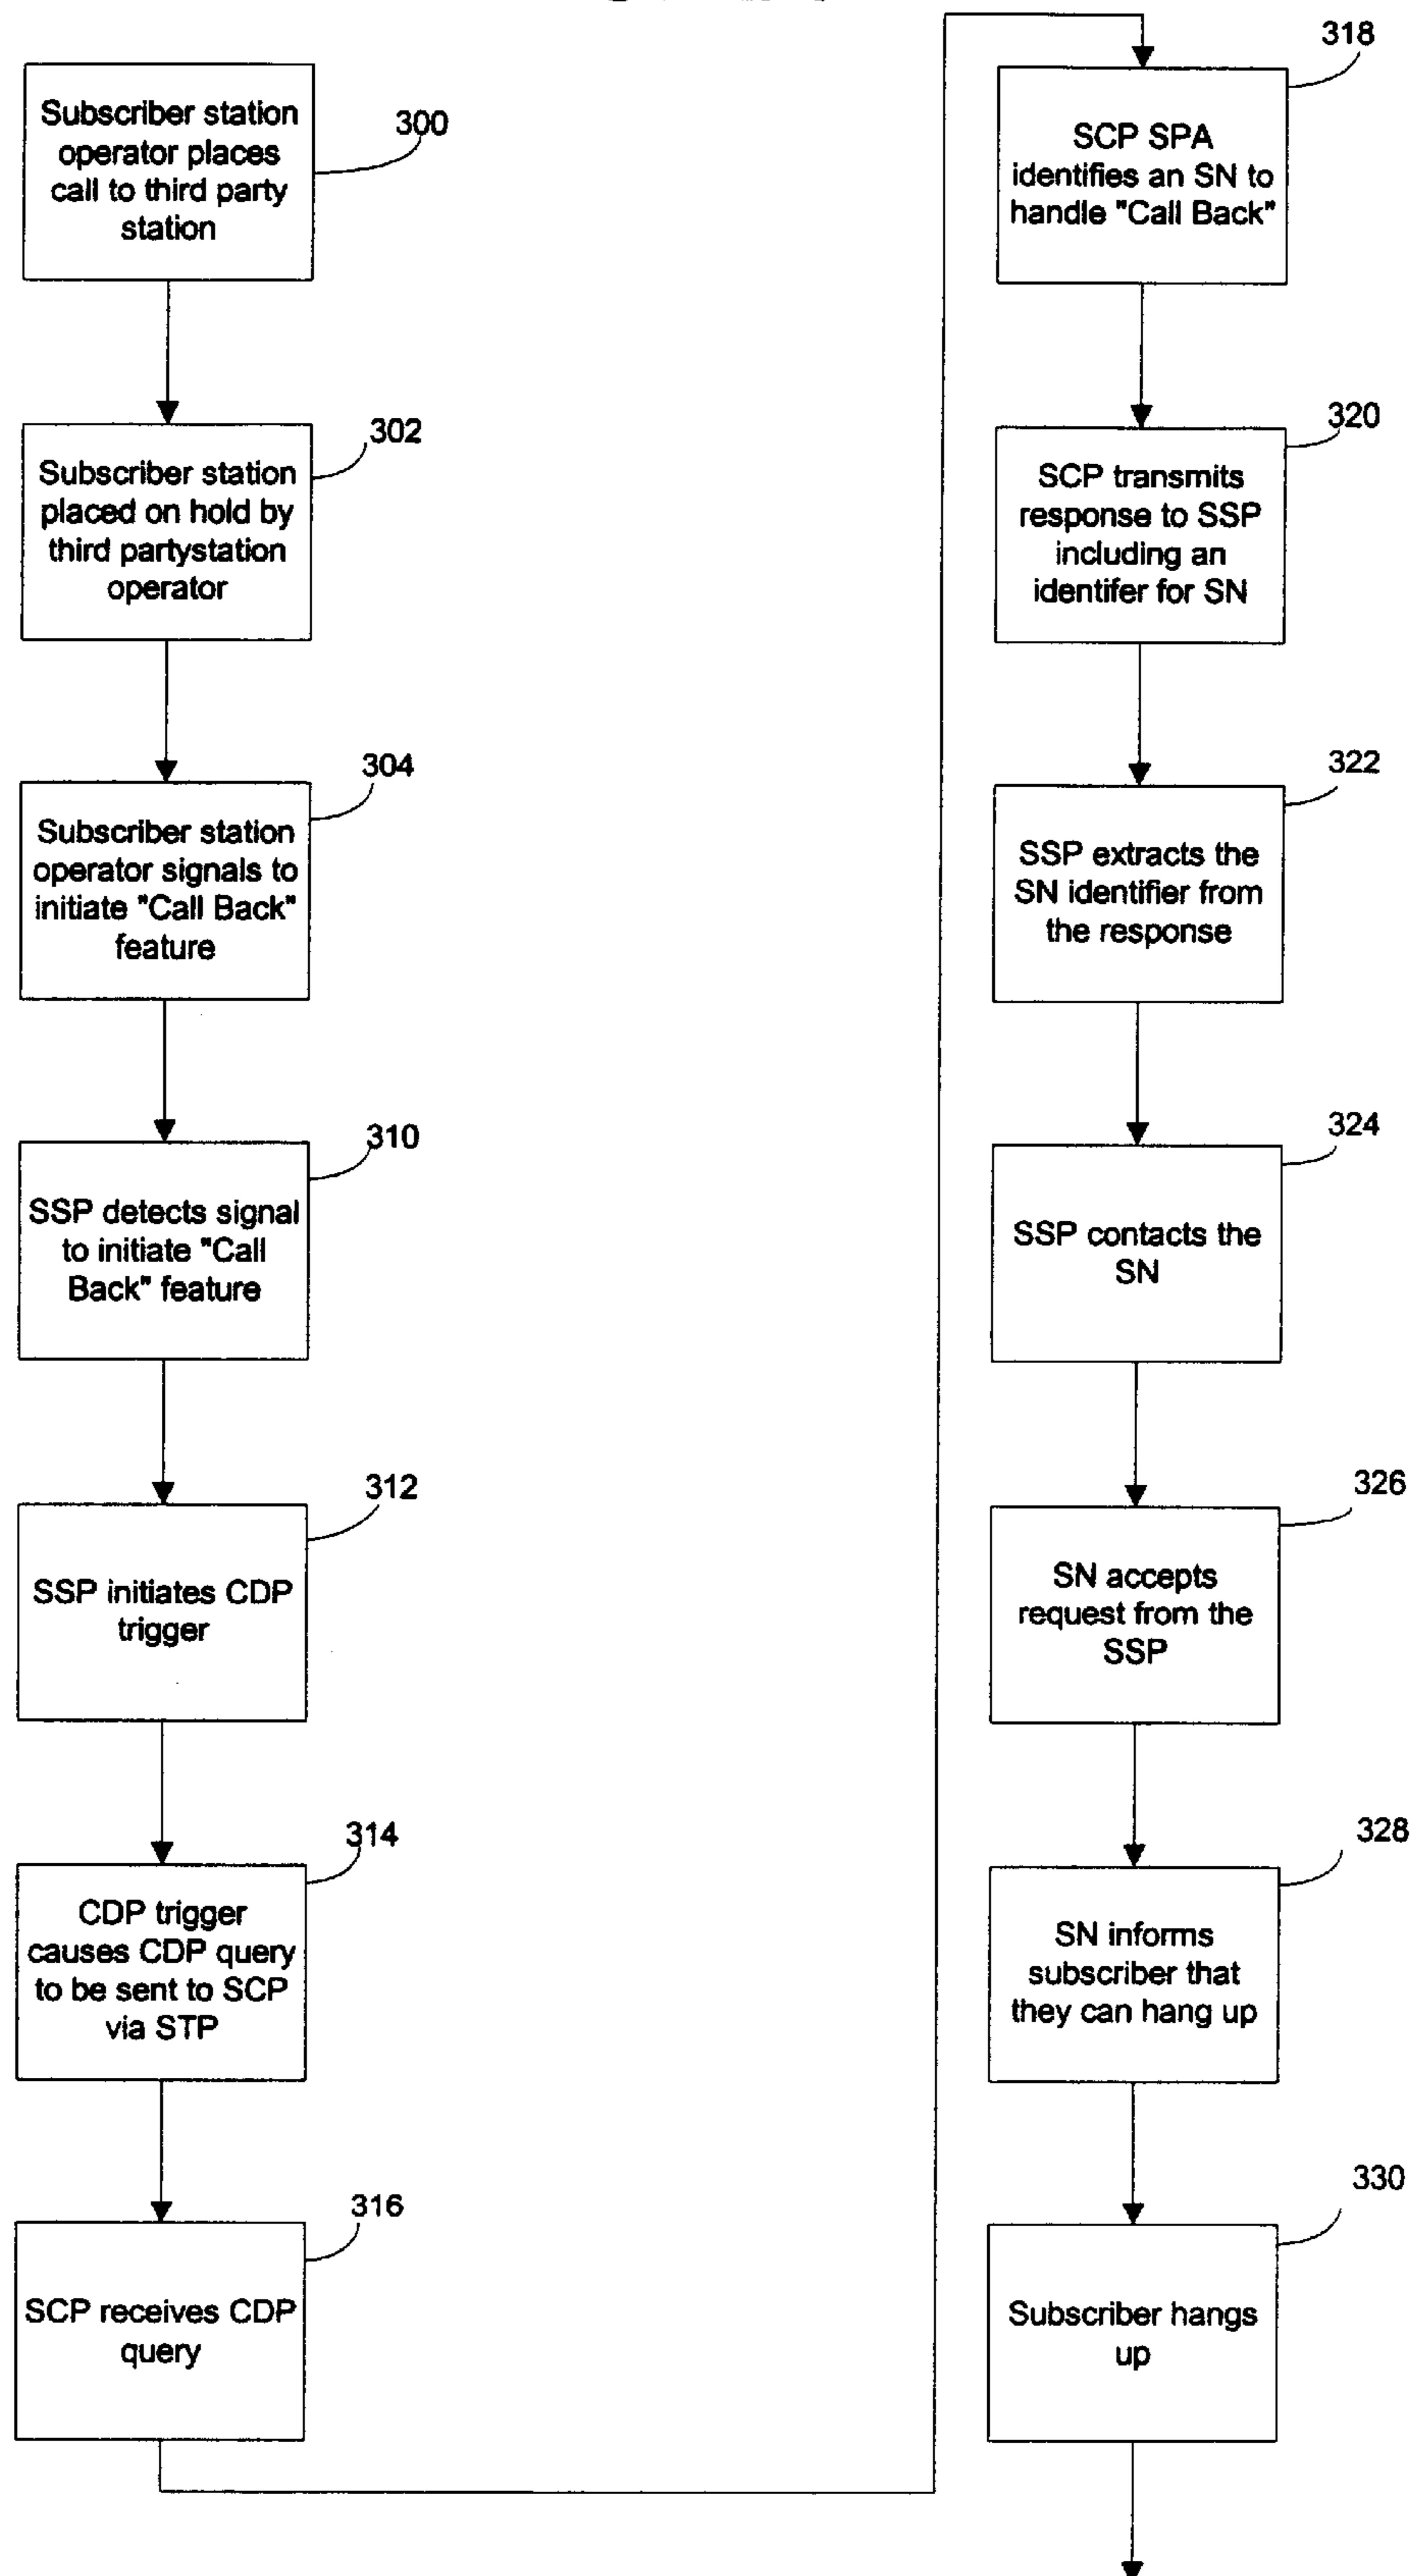 Subscriber station
operator places
call to third party
station
300
Subscriber station
placed on hold by
third partystation
operator
302
Subscriber station
operator signals to
initiate "Call Back"
feature
304
SSP detects signal
to initiate "Call
Back" feature
310
SSP initiates CDP
trigger
312
CDP trigger
causes CDP query
to be sent to SCP
via STP
314
SCP receives CDP
query
316
SCP SPA
identifies an SN to
handle "Call Back"
318
SCP transmits
response to SSP
including an
identifer for SN
320
SSP extracts the
SN identifier from
the response
322
SSP contacts the
SN
324
SN accepts
request from the
SSP
326
SN informs
subscriber that
they can hang up
328
Subscriber hangs
up
330